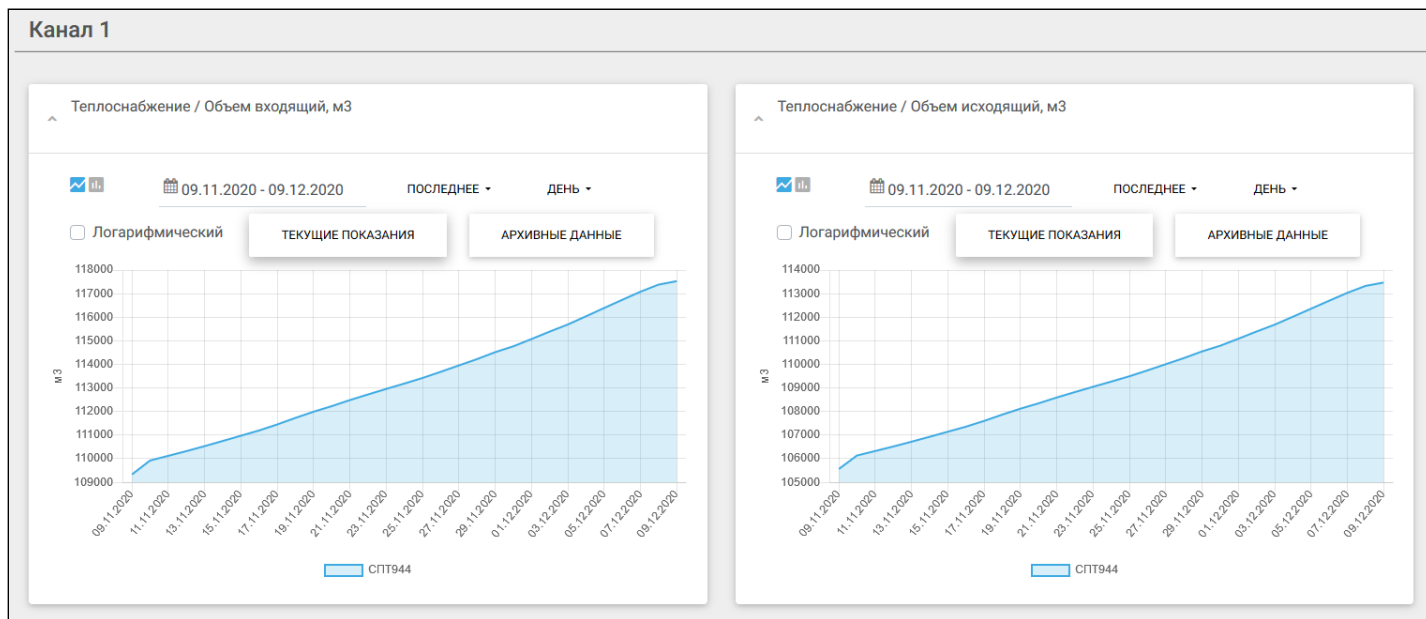 Канал 1
Теплоснабжение / Объем входящий, м3
09.11.2020 - 09.12.2020
ПОСЛЕДНЕЕ
ДЕНЬ
Логарифмический
ТЕКУЩИЕ ПОКАЗАНИЯ
АРХИВНЫЕ ДАННЫЕ
118000
117000
116000
115000
114000
113000
112000
111000
110000
109000
м3
09.11.2020
11.11.2020
13.11.2020
15.11.2020
17.11.2020
19.11.2020
21.11.2020
23.11.2020
25.11.2020
27.11.2020
29.11.2020
01.12.2020
03.12.2020
05.12.2020
07.12.2020
09.12.2020
СПТ944
Теплоснабжение / Объем исходящий, м3
09.11.2020 - 09.12.2020
ПОСЛЕДНЕЕ
ДЕНЬ
Логарифмический
ТЕКУЩИЕ ПОКАЗАНИЯ
АРХИВНЫЕ ДАННЫЕ
114000
113000
112000
111000
110000
109000
108000
107000
106000
105000
м3
09.11.2020
11.11.2020
13.11.2020
15.11.2020
17.11.2020
19.11.2020
21.11.2020
23.11.2020
25.11.2020
27.11.2020
29.11.2020
01.12.2020
03.12.2020
05.12.2020
07.12.2020
09.12.2020
СПТ944